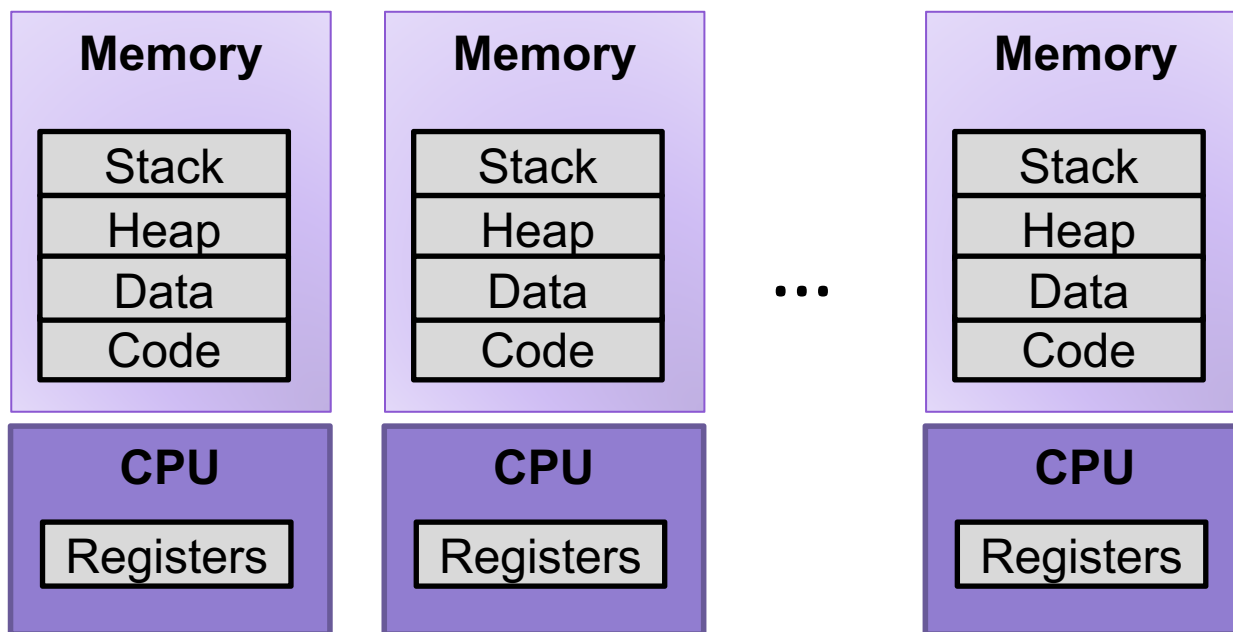 Memory
Stack
Heap
Data
Code
CPU
Registers
Memory
Stack
Heap
Data
Code
CPU
Registers
...
Memory
Stack
Heap
Data
Code
CPU
Registers